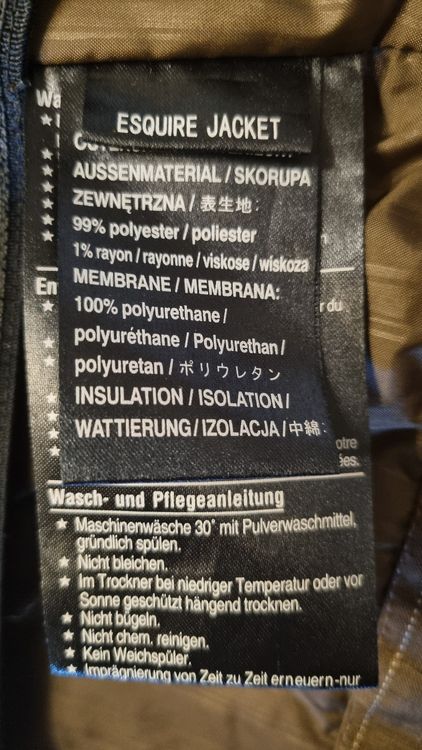 ESQUIRE JACKET
AUSSENMATERIAL / SKORUPA
ZEWNĘTRZNA / 表生地:
99% polyester / poliester
1% rayon / rayonne / viskose / wiskoza
MEMBRANE / MEMBRANA:
100% polyurethane /
polyuréthane / Polyurethan /
polyuretan / ポリウレタン
INSULATION / ISOLATION /
WATTIERUNG / IZOLACJA / 中綿:
Wasch- und Pflegeanleitung
★ Maschinenwäsche 30° mit Pulverwaschmittel,
gründlich spülen.
★ Nicht bleichen.
★ Im Trockner bei niedriger Temperatur oder vor
Sonne geschützt hängend trocknen.
★ Nicht bügeln.
★ Nicht chem. reinigen.
★ Kein Weichspüler.
★ Imprägnierung von Zeit zu Zeit erneuern-nur